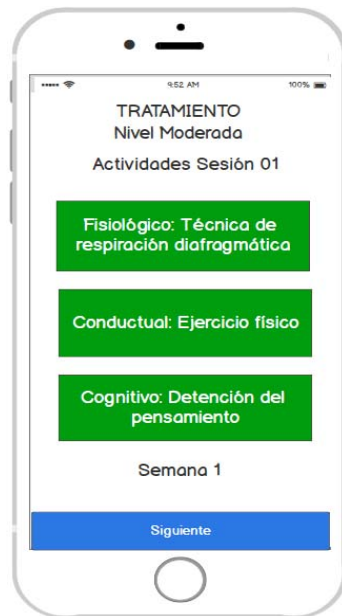 9:52 AM
100%
TRATAMIENTO
Nivel Moderada
Actividades Sesión 01
Fisiológico: Técnica de
respiración diafragmática
Conductual: Ejercicio físico
Cognitivo: Detención del
pensamiento
Semana 1
Siguiente